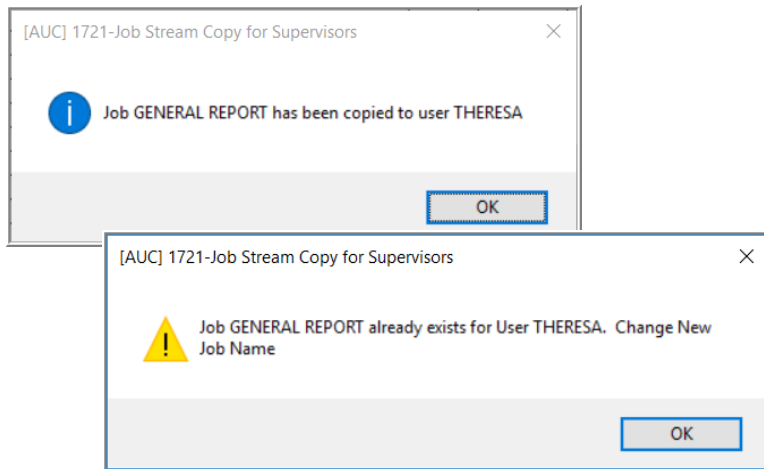 [AUC] 1721-Job Stream Copy for Supervisors
Job GENERAL REPORT has been copied to user THERESA
OK
[AUC] 1721-Job Stream Copy for Supervisors
Job GENERAL REPORT already exists for User THERESA.  Change New
Job Name
OK